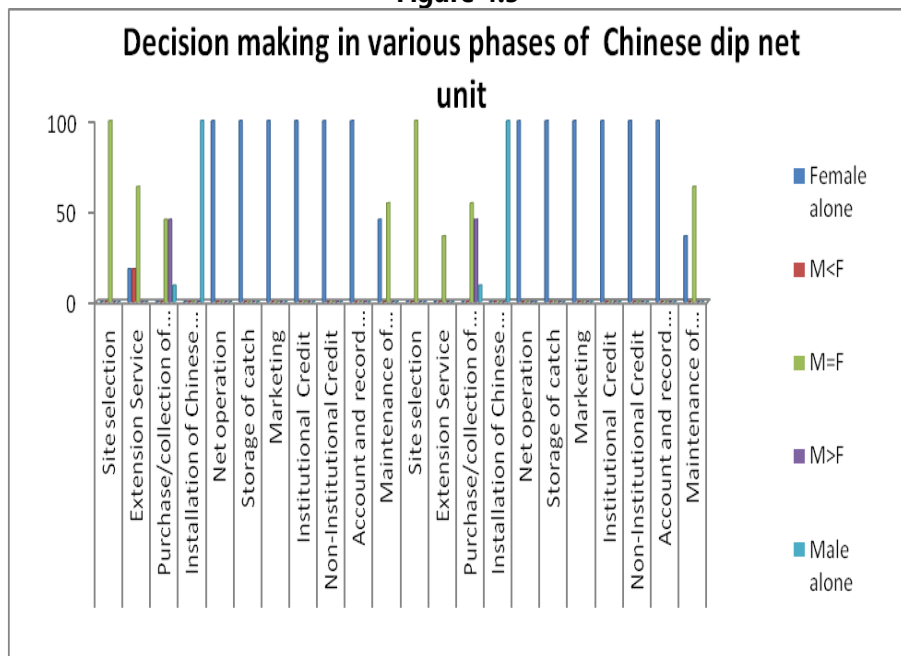 Decision making in various phases of Chinese dip net
unit
100
50
0
Site selection
Extension Service
Purchase/collection of...
Installation of Chinese...
Net operation
Storage of catch
Marketing
Institutional Credit
Non-Institutional Credit
Account and record...
Maintenance of...
Site selection
Extension Service
Purchase/collection of...
Installation of Chinese...
Net operation
Storage of catch
Marketing
Institutional Credit
Non-Institutional Credit
Account and record...
Maintenance of...
Female
alone
M<F
M=F
M>F
Male
alone